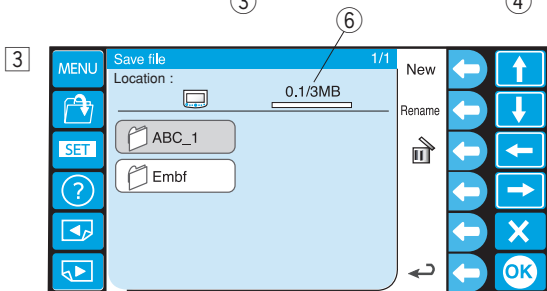 ③ ④
⑥
3
MENU Save file 1/1 New
Location :
0.1/3MB
Rename
ABC_1
SET
Embf
?
OK